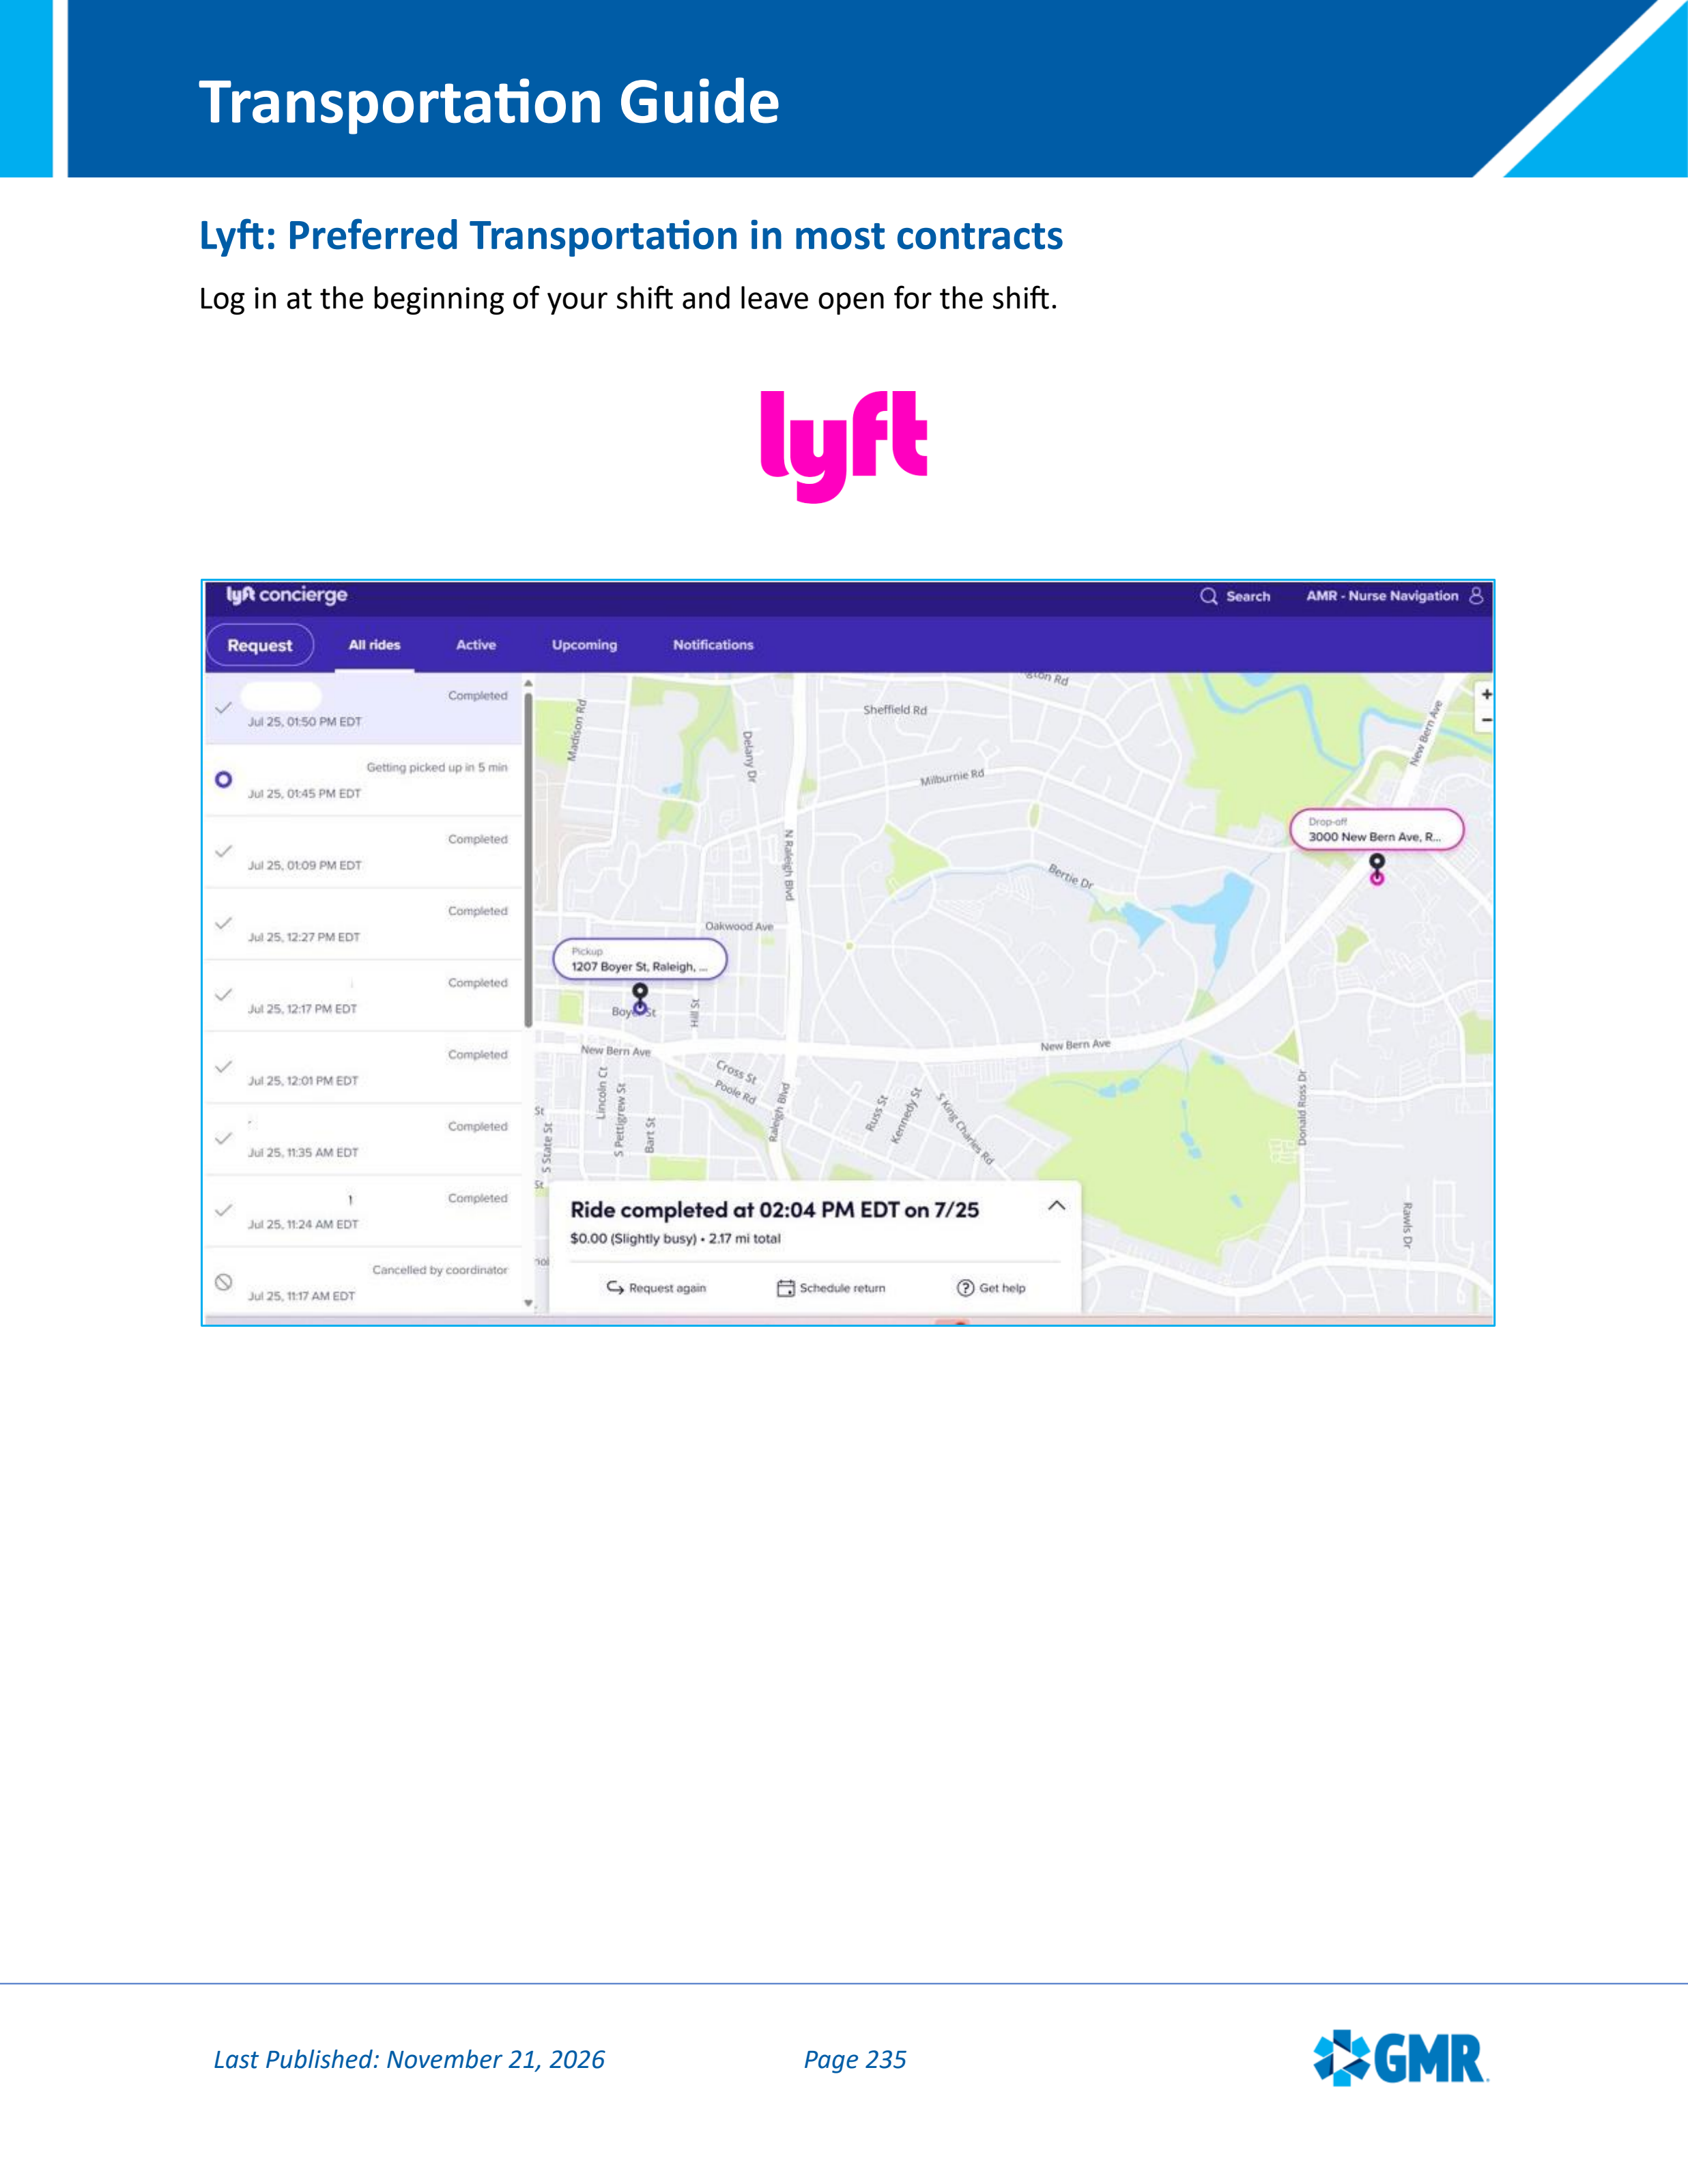 Transportation Guide
Lyft: Preferred Transportation in most contracts
Log in at the beginning of your shift and leave open for the shift.
lyft
lyft concierge
Search
AMR - Nurse Navigation
Request
All rides
Active
Upcoming
Notifications
Completed
Jul 25, 01:50 PM EDT
Getting picked up in 5 min
Jul 25, 01:45 PM EDT
Completed
Jul 25, 01:09 PM EDT
Completed
Jul 25, 12:27 PM EDT
Completed
Jul 25, 12:17 PM EDT
Completed
Jul 25, 12:01 PM EDT
Completed
Jul 25, 11:35 AM EDT
Completed
Jul 25, 11:24 AM EDT
Cancelled by coordinator
Jul 25, 11:17 AM EDT
Madison Rd
Delany Dr
Sheffield Rd
Milburnie Rd
New Bern Ave
N Raleigh Blvd
Bertie Dr
Drop-off
3000 New Bern Ave, R...
Oakwood Ave
Pickup
1207 Boyer St, Raleigh, ...
Hill St
New Bern Ave
New Bern Ave
Cross St
Poole Rd
Lincoln Ct
S Pettigrew St
Bart St
St
S State St
St
Raleigh Blvd
Russ St
Kennedy St
S King Charles Rd
Donald Ross Dr
Rawls Dr
Ride completed at 02:04 PM EDT on 7/25
$0.00 (Slightly busy) • 2.17 mi total
Request again
Schedule return
Get help
Last Published: November 21, 2026
Page 235
GMR